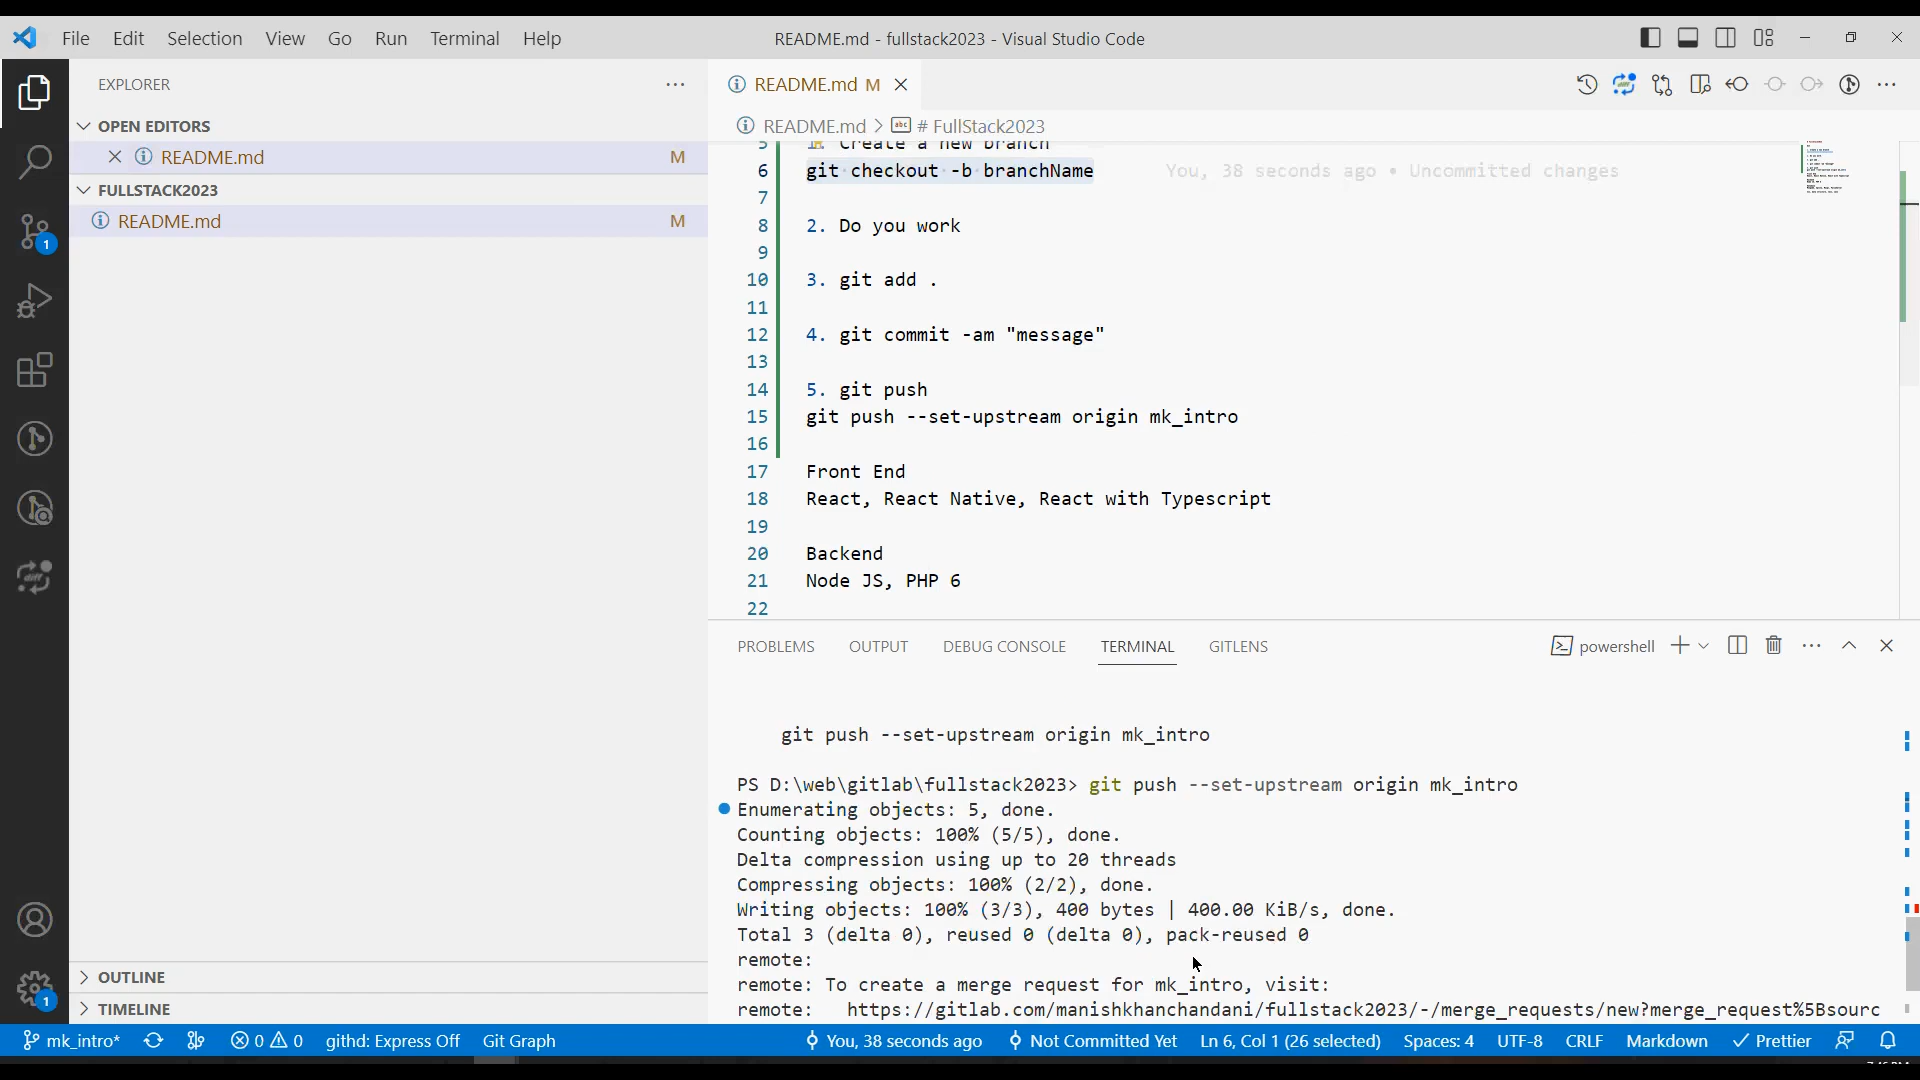 File Edit Selection View Go Run Terminal Help README.md - fullstack2023 - Visual Studio Code
EXPLORER
OPEN EDITORS
README.md M
FULLSTACK2023
README.md M
OUTLINE
TIMELINE
README.md M
README.md > # FullStack2023
5 Create a new branch
6 git checkout -b branchName You, 38 seconds ago • Uncommitted changes
7
8 2. Do you work
9
10 3. git add .
11
12 4. git commit -am "message"
13
14 5. git push
15 git push --set-upstream origin mk_intro
16
17 Front End
18 React, React Native, React with Typescript
19
20 Backend
21 Node JS, PHP 6
22
PROBLEMS OUTPUT DEBUG CONSOLE TERMINAL GITLENS powershell
git push --set-upstream origin mk_intro
PS D:\web\gitlab\fullstack2023> git push --set-upstream origin mk_intro
Enumerating objects: 5, done.
Counting objects: 100% (5/5), done.
Delta compression using up to 20 threads
Compressing objects: 100% (2/2), done.
Writing objects: 100% (3/3), 400 bytes | 400.00 KiB/s, done.
Total 3 (delta 0), reused 0 (delta 0), pack-reused 0
remote:
remote: To create a merge request for mk_intro, visit:
remote: https://gitlab.com/manishkhanchandani/fullstack2023/-/merge_requests/new?merge_request%5Bsourc
1
1
mk_intro* 0 0 githd: Express Off Git Graph You, 38 seconds ago Not Committed Yet Ln 6, Col 1 (26 selected) Spaces: 4 UTF-8 CRLF Markdown Prettier